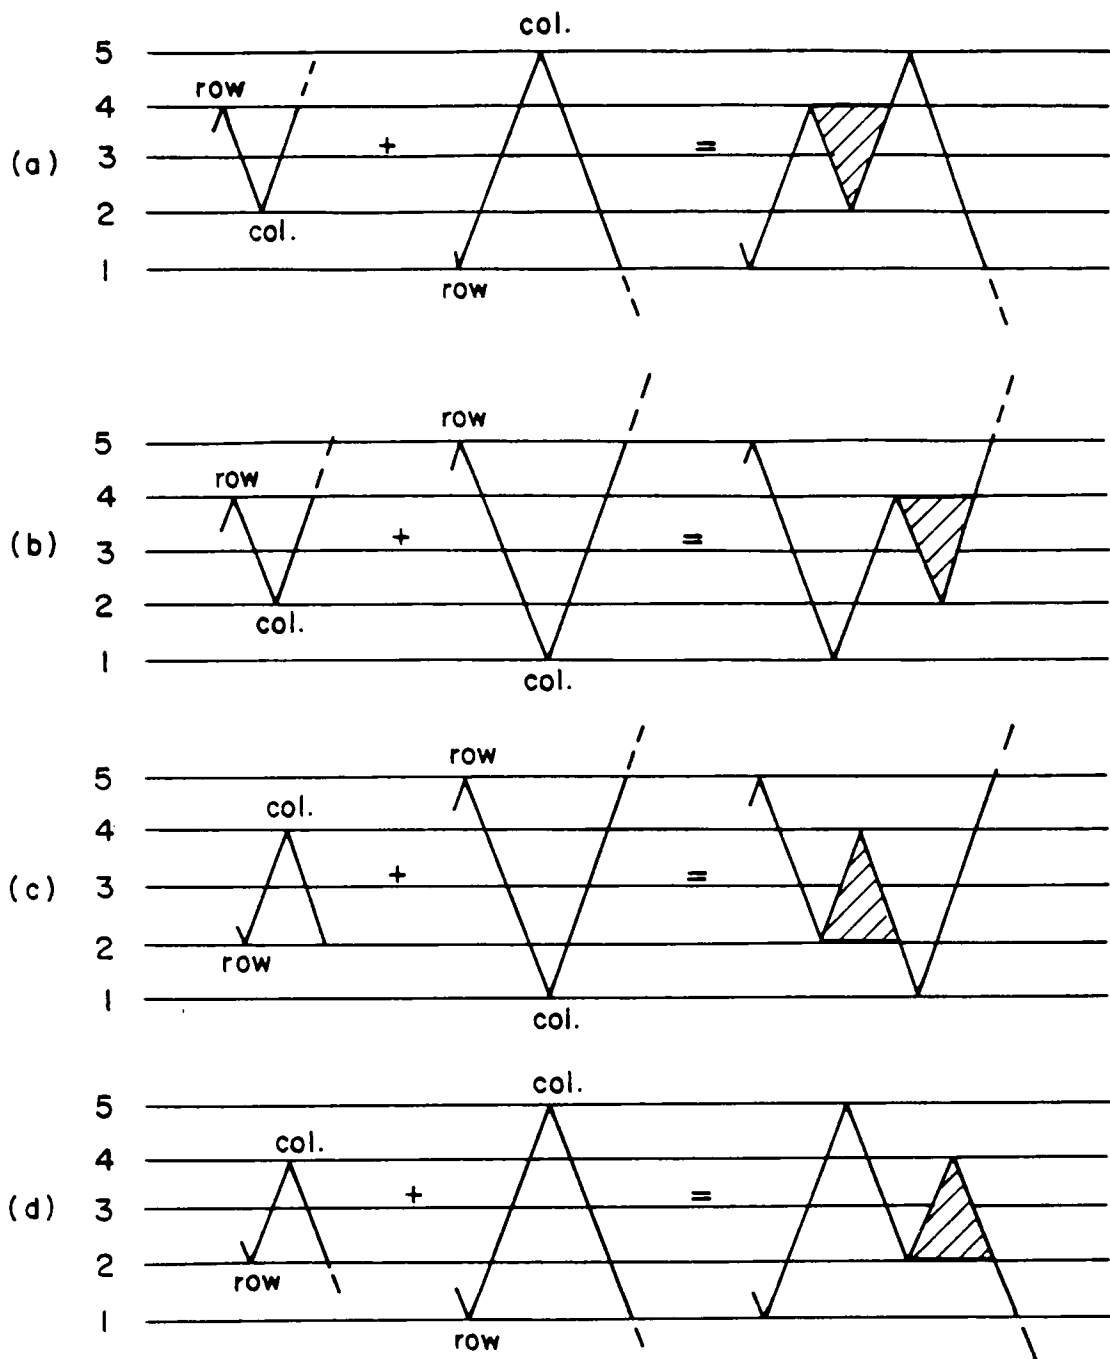 col.
5
row
4
(a) 3 + =
2
col.
1
row
row
5
row
4
(b) 3 + =
2
col.
1
col.
row
5
col.
4
(c) 3 + =
2
row
1
col.
col.
5
col.
4
(d) 3 + =
2
row
1
row